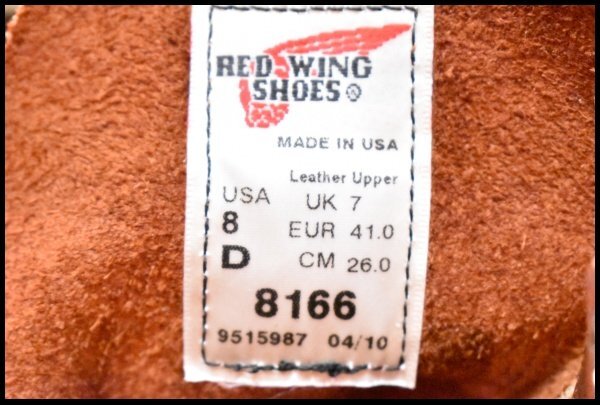 RED WING
SHOES®
MADE IN USA
Leather Upper
USA UK 7
8 EUR 41.0
D CM 26.0
8166
9515987 04/10